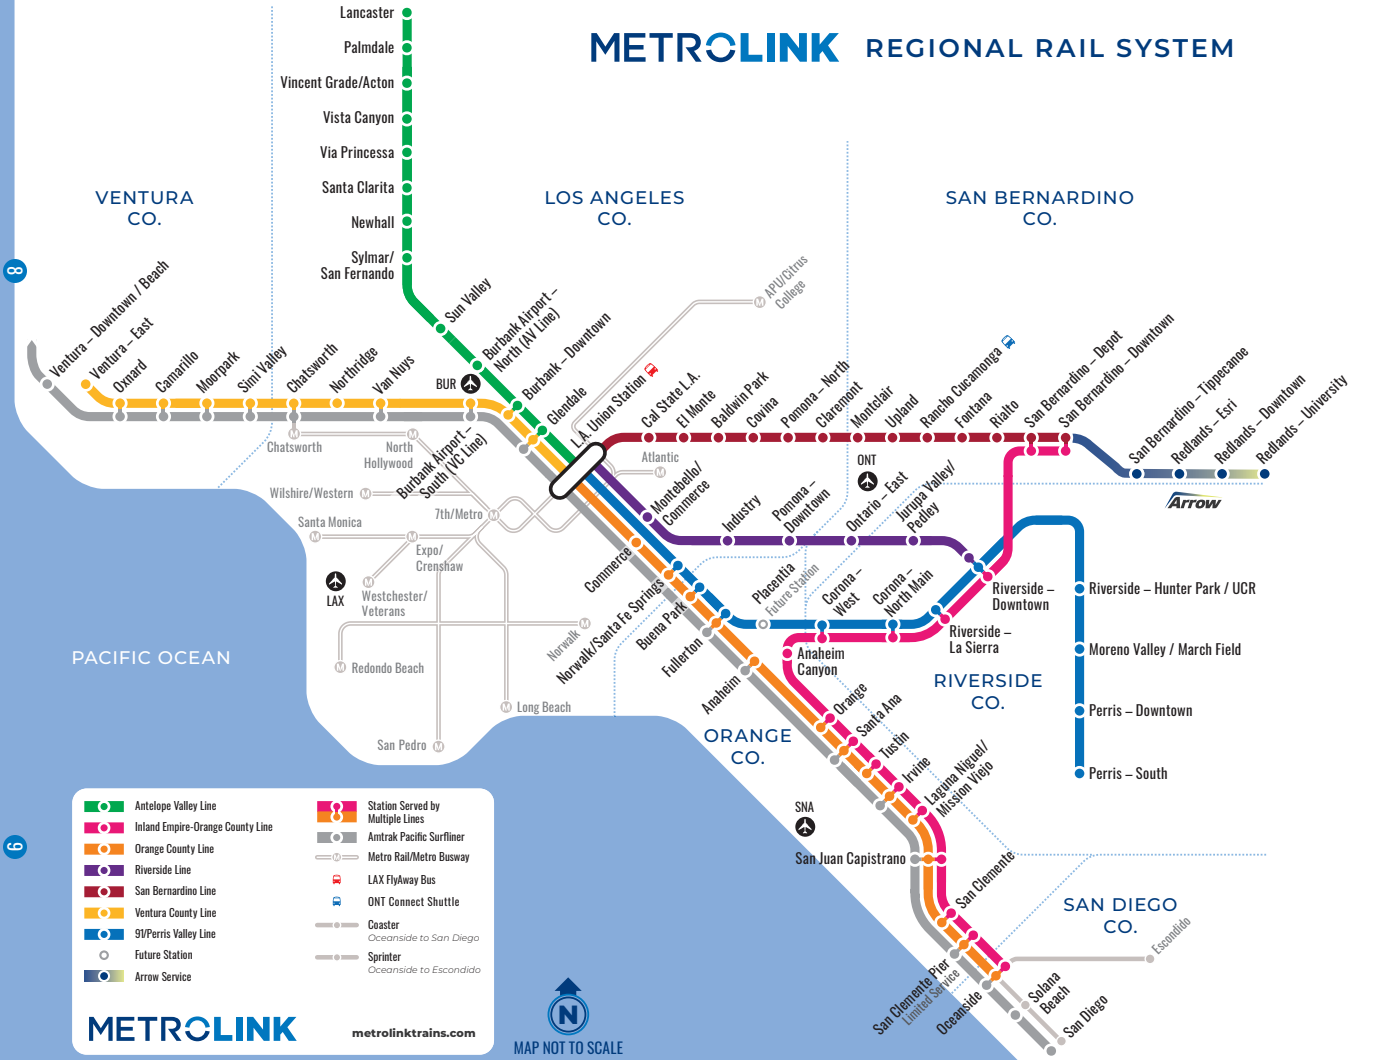 METROLINK REGIONAL RAIL SYSTEM
Lancaster
Palmdale
Vincent Grade/Acton
Vista Canyon
Via Princessa
Santa Clarita
Newhall
Sylmar/
San Fernando
Sun Valley
Burbank Airport –
North (AV Line)
Burbank – Downtown
Glendale
L.A. Union Station
VENTURA
CO.
LOS ANGELES
CO.
SAN BERNARDINO
CO.
8
9
Ventura – Downtown / Beach
Ventura – East
Oxnard
Camarillo
Moorpark
Simi Valley
Chatsworth
Northridge
Van Nuys
BUR
Burbank Airport –
South (VC Line)
M
Chatsworth
M
North
Hollywood
Wilshire/Western
M
7th/Metro
M
Santa Monica
M
M
Expo/
Crenshaw
LAX
M
Westchester/
Veterans
M
Redondo Beach
Norwalk
M
M
Long Beach
San Pedro
M
Atlantic
M
M
APU/Citrus
College
Cal State L.A.
El Monte
Baldwin Park
Covina
Pomona – North
Claremont
Montclair
Upland
Rancho Cucamonga
Fontana
Rialto
San Bernardino – Depot
San Bernardino – Downtown
San Bernardino – Tippecanoe
Redlands – Esri
Redlands – Downtown
Redlands – University
Arrow
ONT
Montebello/
Commerce
Industry
Pomona –
Downtown
Ontario – East
Jurupa Valley/
Pedley
Riverside –
Downtown
Riverside –
La Sierra
Riverside – Hunter Park / UCR
Moreno Valley / March Field
Perris – Downtown
Perris – South
Commerce
Norwalk/Santa Fe Springs
Buena Park
Fullerton
Anaheim
Placentia
Future Station
Corona –
West
Corona –
North Main
Anaheim
Canyon
Orange
Santa Ana
Tustin
Irvine
Laguna Niguel/
Mission Viejo
PACIFIC OCEAN
RIVERSIDE
CO.
ORANGE
CO.
SNA
San Juan Capistrano
San Clemente
San Clemente Pier
Limited Service
Oceanside
SAN DIEGO
CO.
Escondido
Solana
Beach
San Diego
Antelope Valley Line
Inland Empire-Orange County Line
Orange County Line
Riverside Line
San Bernardino Line
Ventura County Line
91/Perris Valley Line
Future Station
Arrow Service
Station Served by
Multiple Lines
Amtrak Pacific Surfliner
M
Metro Rail/Metro Busway
LAX FlyAway Bus
ONT Connect Shuttle
Coaster
Oceanside to San Diego
Sprinter
Oceanside to Escondido
METROLINK
metrolinktrains.com
N
MAP NOT TO SCALE